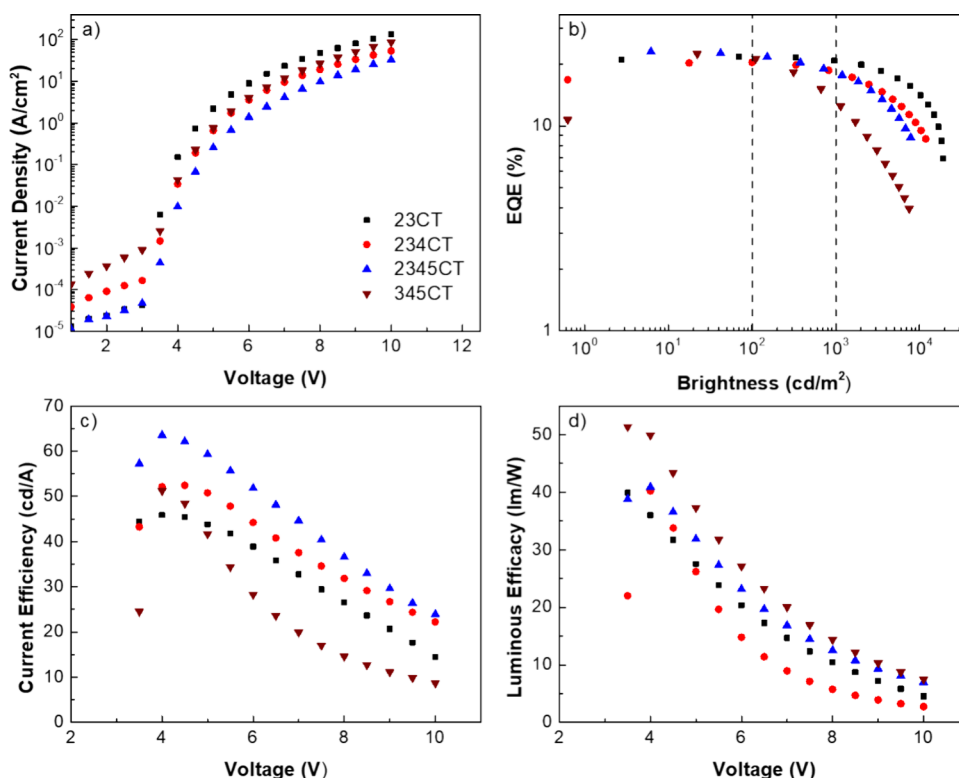 a)
Current Density (A/cm²)
10²
10¹
10⁰
10⁻¹
10⁻²
10⁻³
10⁻⁴
10⁻⁵
23CT
234CT
2345CT
345CT
2 4 6 8 10 12
Voltage (V)
b)
EQE (%)
10
1
10⁰ 10¹ 10² 10³ 10⁴
Brightness (cd/m²)
c)
Current Efficiency (cd/A)
70
60
50
40
30
20
10
0
2 4 6 8 10
Voltage (V)
d)
Luminous Efficacy (lm/W)
50
40
30
20
10
0
2 4 6 8 10
Voltage (V)